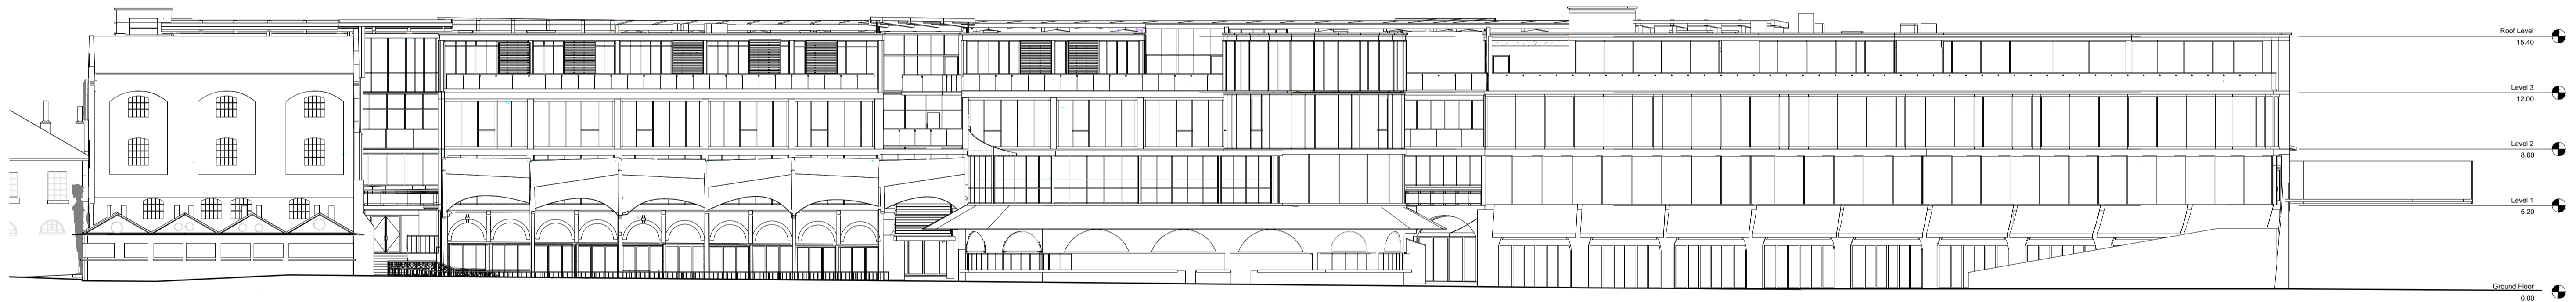 Roof Level
15.40
Level 3
12.00
Level 2
8.60
Level 1
5.20
Ground Floor
0.00